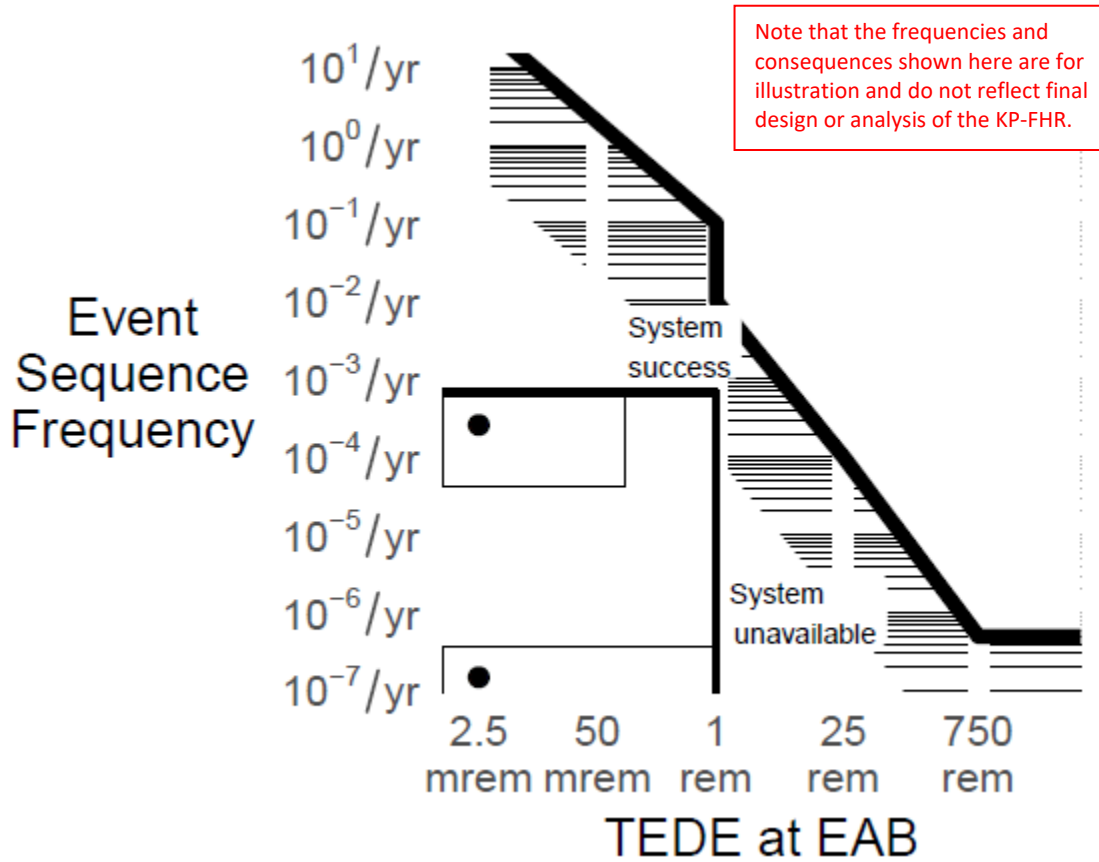 Note that the frequencies and
consequences shown here are for
illustration and do not reflect final
design or analysis of the KP-FHR.
10¹/yr
10⁰/yr
10⁻¹/yr
10⁻²/yr
10⁻³/yr
10⁻⁴/yr
10⁻⁵/yr
10⁻⁶/yr
10⁻⁷/yr
Event
Sequence
Frequency
System
success
System
unavailable
2.5 50 1 25 750
mrem mrem rem rem rem
TEDE at EAB